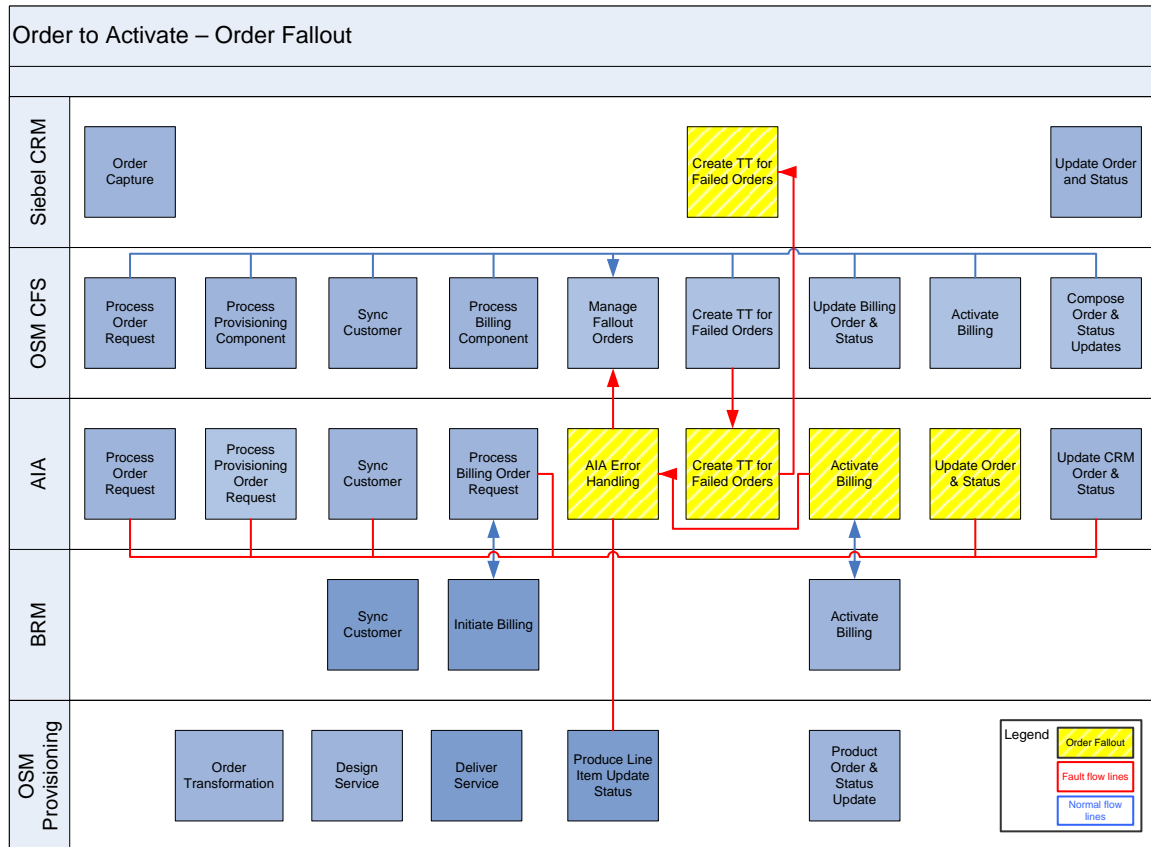 Order to Activate – Order Fallout
Siebel CRM
Order
Capture
Create TT for
Failed Orders
Update Order
and Status
OSM CFS
Process
Order
Request
Process
Provisioning
Component
Sync
Customer
Process
Billing
Component
Manage
Fallout
Orders
Create TT for
Failed Orders
Update Billing
Order &
Status
Activate
Billing
Compose
Order &
Status
Updates
AIA
Process
Order
Request
Process
Provisioning
Order
Request
Sync
Customer
Process
Billing Order
Request
AIA Error
Handling
Create TT for
Failed Orders
Activate
Billing
Update Order
& Status
Update CRM
Order &
Status
BRM
Sync
Customer
Initiate Billing
Activate
Billing
OSM
Provisioning
Order
Transformation
Design
Service
Deliver
Service
Produce Line
Item Update
Status
Product
Order &
Status
Update
Legend
Order Fallout
Fault flow lines
Normal flow
lines